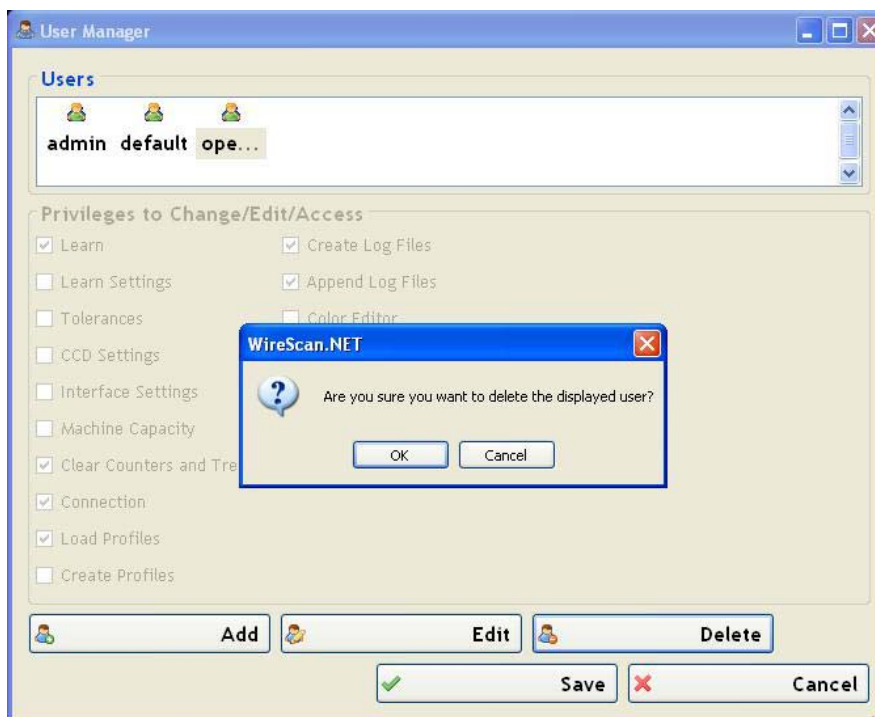 User Manager
Users
admin default ope...
Privileges to Change/Edit/Access
Learn
Create Log Files
Learn Settings
Append Log Files
Tolerances
Color Editor
CCD Settings
Interface Settings
Machine Capacity
Clear Counters and Tre
Connection
Load Profiles
Create Profiles
WireScan.NET
Are you sure you want to delete the displayed user?
OK Cancel
Add Edit Delete
Save Cancel